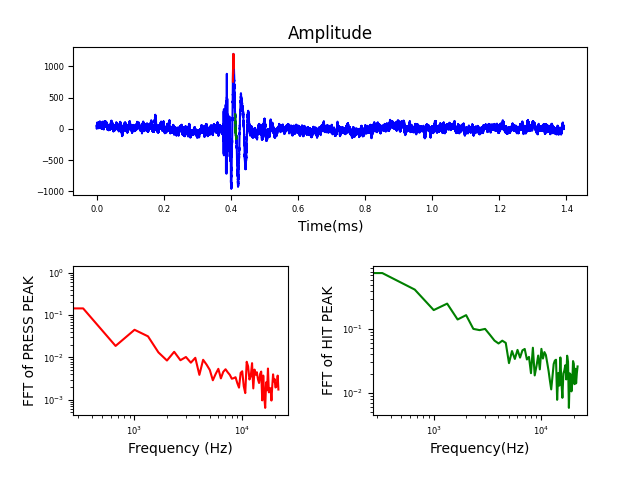 Amplitude
1000
500
0
−500
−1000
0.0 0.2 0.4 0.6 0.8 1.0 1.2 1.4
Time(ms)
FFT of PRESS PEAK
10⁰
10⁻¹
10⁻²
10⁻³
10³ 10⁴
Frequency (Hz)
FFT of HIT PEAK
10⁻¹
10⁻²
10³ 10⁴
Frequency(Hz)